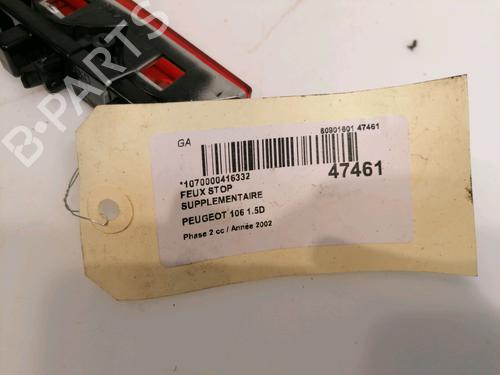 B-PARTS
GA
80901601 47461
*1070000416332
47461
FEUX STOP
SUPPLEMENTAIRE
PEUGEOT 106 1.5D
Phase 2 cc / Année 2002